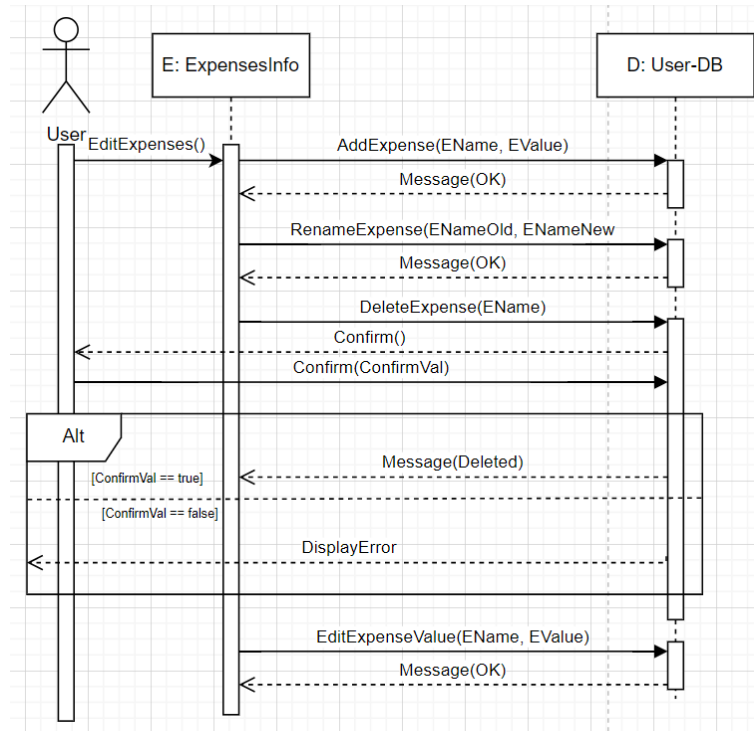 E: ExpensesInfo
D: User-DB
User
EditExpenses()
AddExpense(EName, EValue)
Message(OK)
RenameExpense(ENameOld, ENameNew
Message(OK)
DeleteExpense(EName)
Confirm()
Confirm(ConfirmVal)
Alt
Message(Deleted)
[ConfirmVal == true]
[ConfirmVal == false]
DisplayError
EditExpenseValue(EName, EValue)
Message(OK)